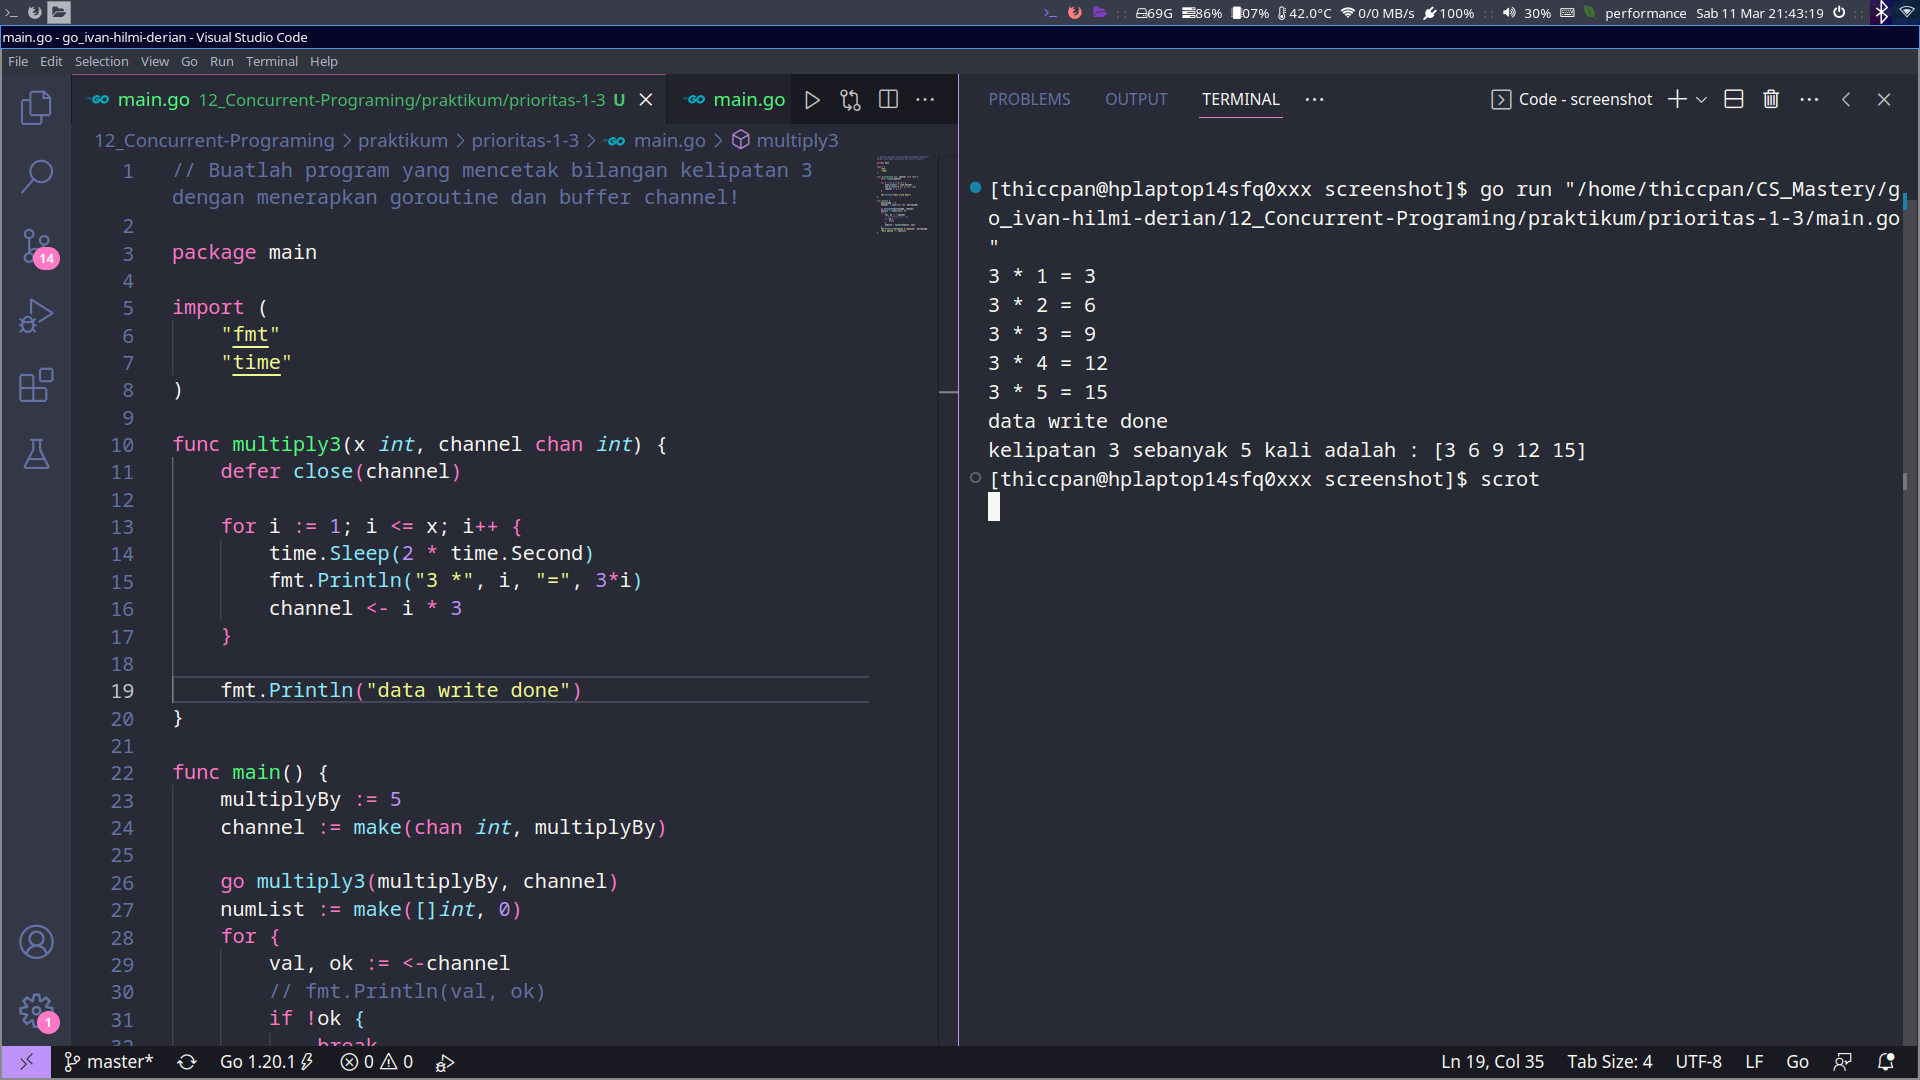 69G 86% 07% 42.0°C 0/0 MB/s 100% 30% performance Sab 11 Mar 21:43:19
main.go - go_ivan-hilmi-derian - Visual Studio Code
File Edit Selection View Go Run Terminal Help
main.go 12_Concurrent-Programing/praktikum/prioritas-1-3 U main.go
12_Concurrent-Programing > praktikum > prioritas-1-3 > main.go > multiply3
1 // Buatlah program yang mencetak bilangan kelipatan 3
dengan menerapkan goroutine dan buffer channel!
2
3 package main
4
5 import (
6 "fmt"
7 "time"
8 )
9
10 func multiply3(x int, channel chan int) {
11 defer close(channel)
12
13 for i := 1; i <= x; i++ {
14 time.Sleep(2 * time.Second)
15 fmt.Println("3 *", i, "=", 3*i)
16 channel <- i * 3
17 }
18
19 fmt.Println("data write done")
20 }
21
22 func main() {
23 multiplyBy := 5
24 channel := make(chan int, multiplyBy)
25
26 go multiply3(multiplyBy, channel)
27 numList := make([]int, 0)
28 for {
29 val, ok := <-channel
30 // fmt.Println(val, ok)
31 if !ok {
32 break
14
1
PROBLEMS OUTPUT TERMINAL Code - screenshot
[thiccpan@hplaptop14sfq0xxx screenshot]$ go run "/home/thiccpan/CS_Mastery/g
o_ivan-hilmi-derian/12_Concurrent-Programing/praktikum/prioritas-1-3/main.go
"
3 * 1 = 3
3 * 2 = 6
3 * 3 = 9
3 * 4 = 12
3 * 5 = 15
data write done
kelipatan 3 sebanyak 5 kali adalah : [3 6 9 12 15]
[thiccpan@hplaptop14sfq0xxx screenshot]$ scrot
master* Go 1.20.1 0 0 Ln 19, Col 35 Tab Size: 4 UTF-8 LF Go